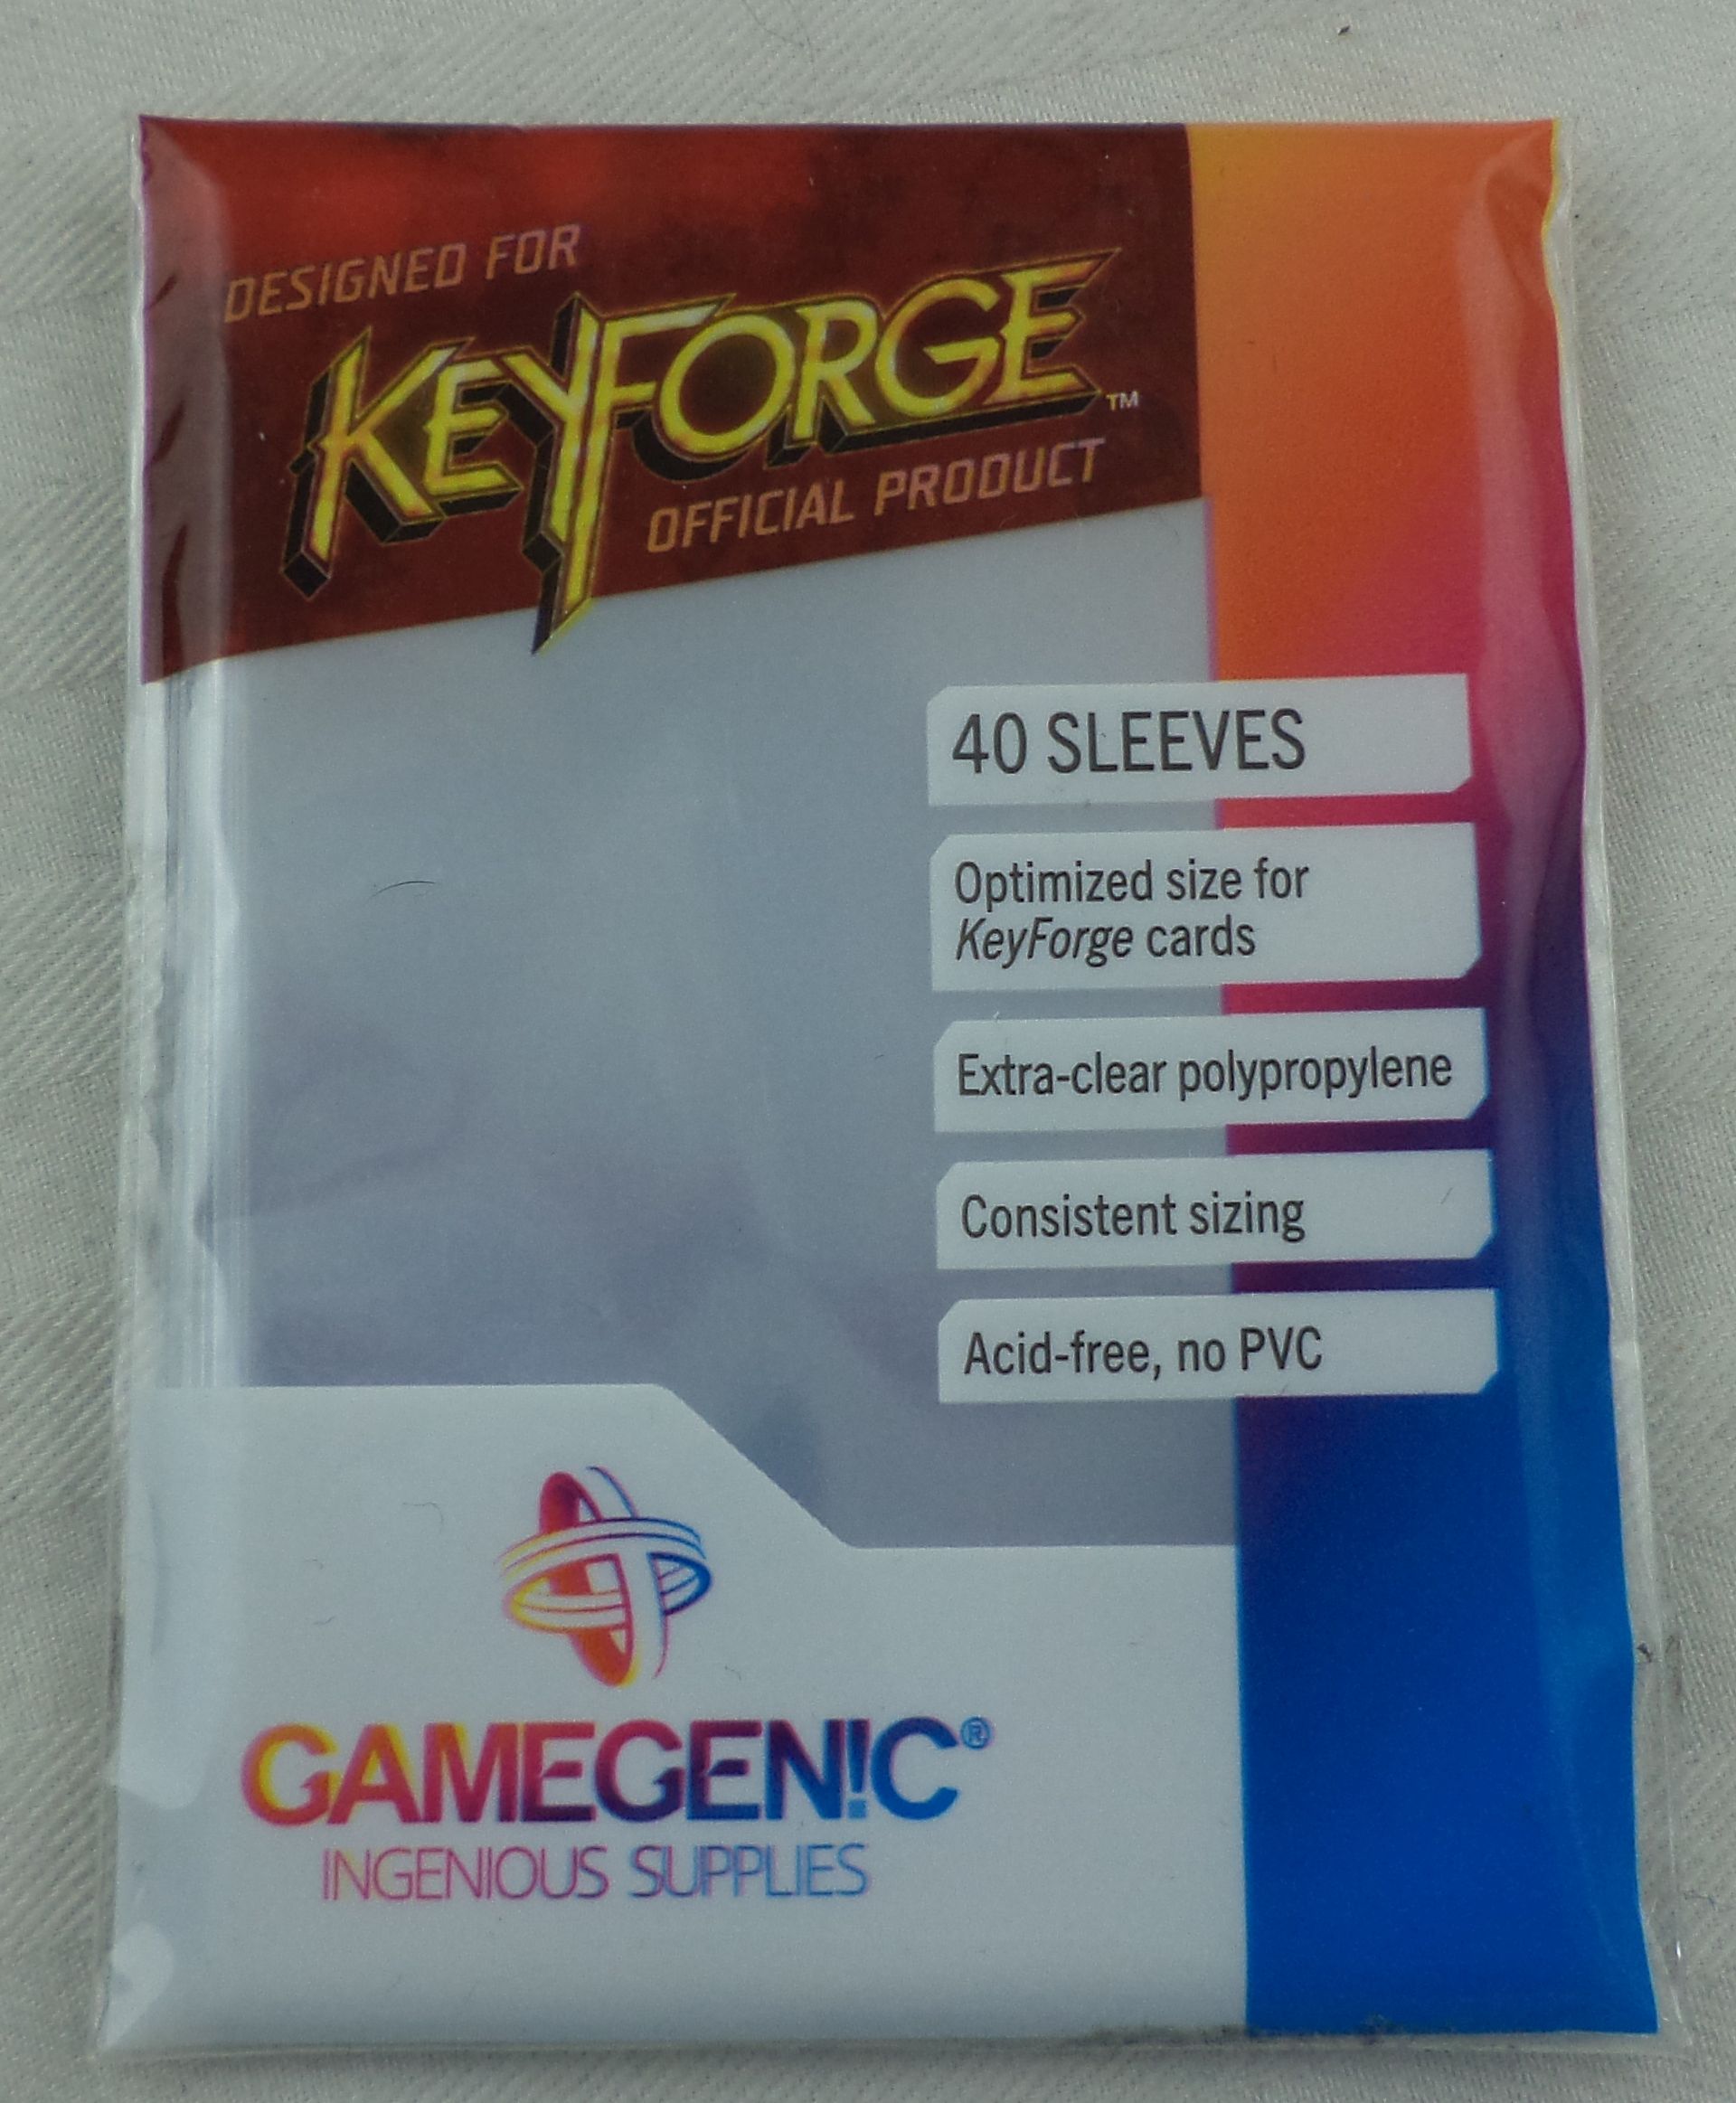 DESIGNED FOR
KEYFORGE™
OFFICIAL PRODUCT
40 SLEEVES
Optimized size for
KeyForge cards
Extra-clear polypropylene
Consistent sizing
Acid-free, no PVC
GAMEGEN!C®
INGENIOUS SUPPLIES